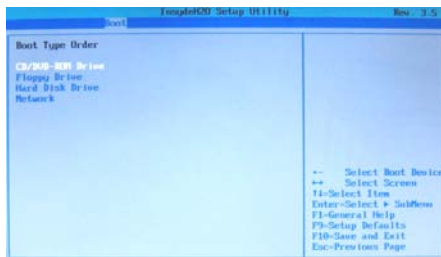 InsydeH20 Setup Utility Rev. 3.5
Boot
Boot Type Order
CD/DVD-ROM Drive
Floppy Drive
Hard Disk Drive
Network
Select Boot Device
Select Screen
↑↓=Select Item
Enter=Select ▶ SubMenu
F1=General Help
F9=Setup Defaults
F10=Save and Exit
Esc=Previous Page